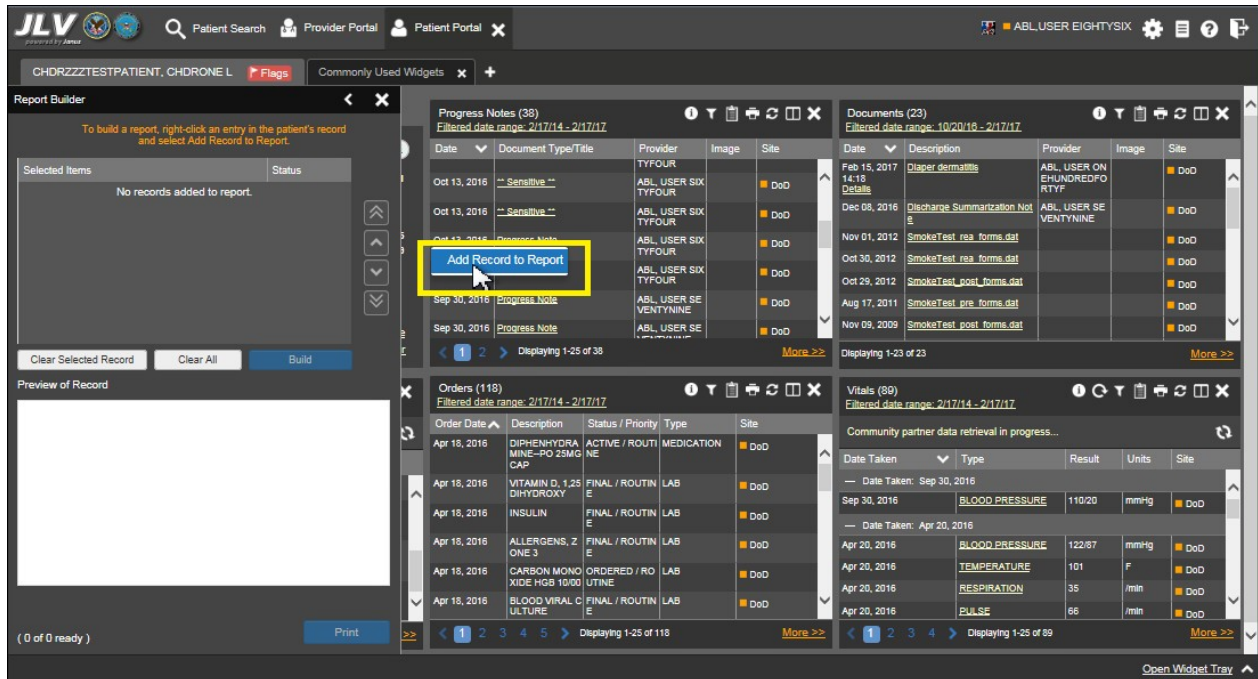 JLV Patient Search Provider Portal Patient Portal ABL,USER EIGHTYSIX
powered by Janus
CHDRZZZTESTPATIENT, CHDRONE L Flags Commonly Used Widgets
Report Builder
To build a report, right-click an entry in the patient's record
and select Add Record to Report.
Selected Items Status
No records added to report.
Clear Selected Record Clear All Build
Preview of Record
( 0 of 0 ready ) Print
>>
Progress Notes (38)
Filtered date range: 2/17/14 - 2/17/17
Date Document Type/Title Provider Image Site
TYFOUR
Oct 13, 2016 ** Sensitive ** ABL, USER SIX DoD
TYFOUR
Oct 13, 2016 ** Sensitive ** ABL, USER SIX DoD
TYFOUR
Oct 13, 2016 Progress Note ABL, USER SIX DoD
TYFOUR
Add Record to Report
ABL, USER SIX DoD
TYFOUR
Sep 30, 2016 Progress Note ABL, USER SE DoD
VENTYNINE
Sep 30, 2016 Progress Note ABL, USER SE DoD
1 2 Displaying 1-25 of 38 More >>
Documents (23)
Filtered date range: 10/20/16 - 2/17/17
Date Description Provider Image Site
Feb 15, 2017 Diaper dermatitis ABL, USER ON DoD
14:18 EHUNDREDFO
Details RTYF
Dec 08, 2016 Discharge Summarization Not ABL, USER SE DoD
e VENTYNINE
Nov 01, 2012 SmokeTest_rea_forms.dat DoD
Oct 30, 2012 SmokeTest_rea_forms.dat DoD
Oct 29, 2012 SmokeTest_post_forms.dat DoD
Aug 17, 2011 SmokeTest_pre_forms.dat DoD
Nov 09, 2009 SmokeTest_post_forms.dat DoD
Displaying 1-23 of 23 More >>
Orders (118)
Filtered date range: 2/17/14 - 2/17/17
Order Date Description Status / Priority Type Site
Apr 18, 2016 DIPHENHYDRA ACTIVE / ROUTI MEDICATION DoD
MINE--PO 25MG NE
CAP
Apr 18, 2016 VITAMIN D, 1,25 FINAL / ROUTIN LAB DoD
DIHYDROXY E
Apr 18, 2016 INSULIN FINAL / ROUTIN LAB DoD
E
Apr 18, 2016 ALLERGENS, Z FINAL / ROUTIN LAB DoD
ONE 3 E
Apr 18, 2016 CARBON MONO ORDERED / RO LAB DoD
XIDE HGB 10/00 UTINE
Apr 18, 2016 BLOOD VIRAL C FINAL / ROUTIN LAB DoD
ULTURE E
1 2 3 4 5 Displaying 1-25 of 118 More >>
Vitals (89)
Filtered date range: 2/17/14 - 2/17/17
Community partner data retrieval in progress...
Date Taken Type Result Units Site
— Date Taken: Sep 30, 2016
Sep 30, 2016 BLOOD PRESSURE 110/20 mmHg DoD
— Date Taken: Apr 20, 2016
Apr 20, 2016 BLOOD PRESSURE 122/87 mmHg DoD
Apr 20, 2016 TEMPERATURE 101 F DoD
Apr 20, 2016 RESPIRATION 35 /min DoD
Apr 20, 2016 PULSE 66 /min DoD
1 2 3 4 Displaying 1-25 of 89 More >>
Open Widget Tray